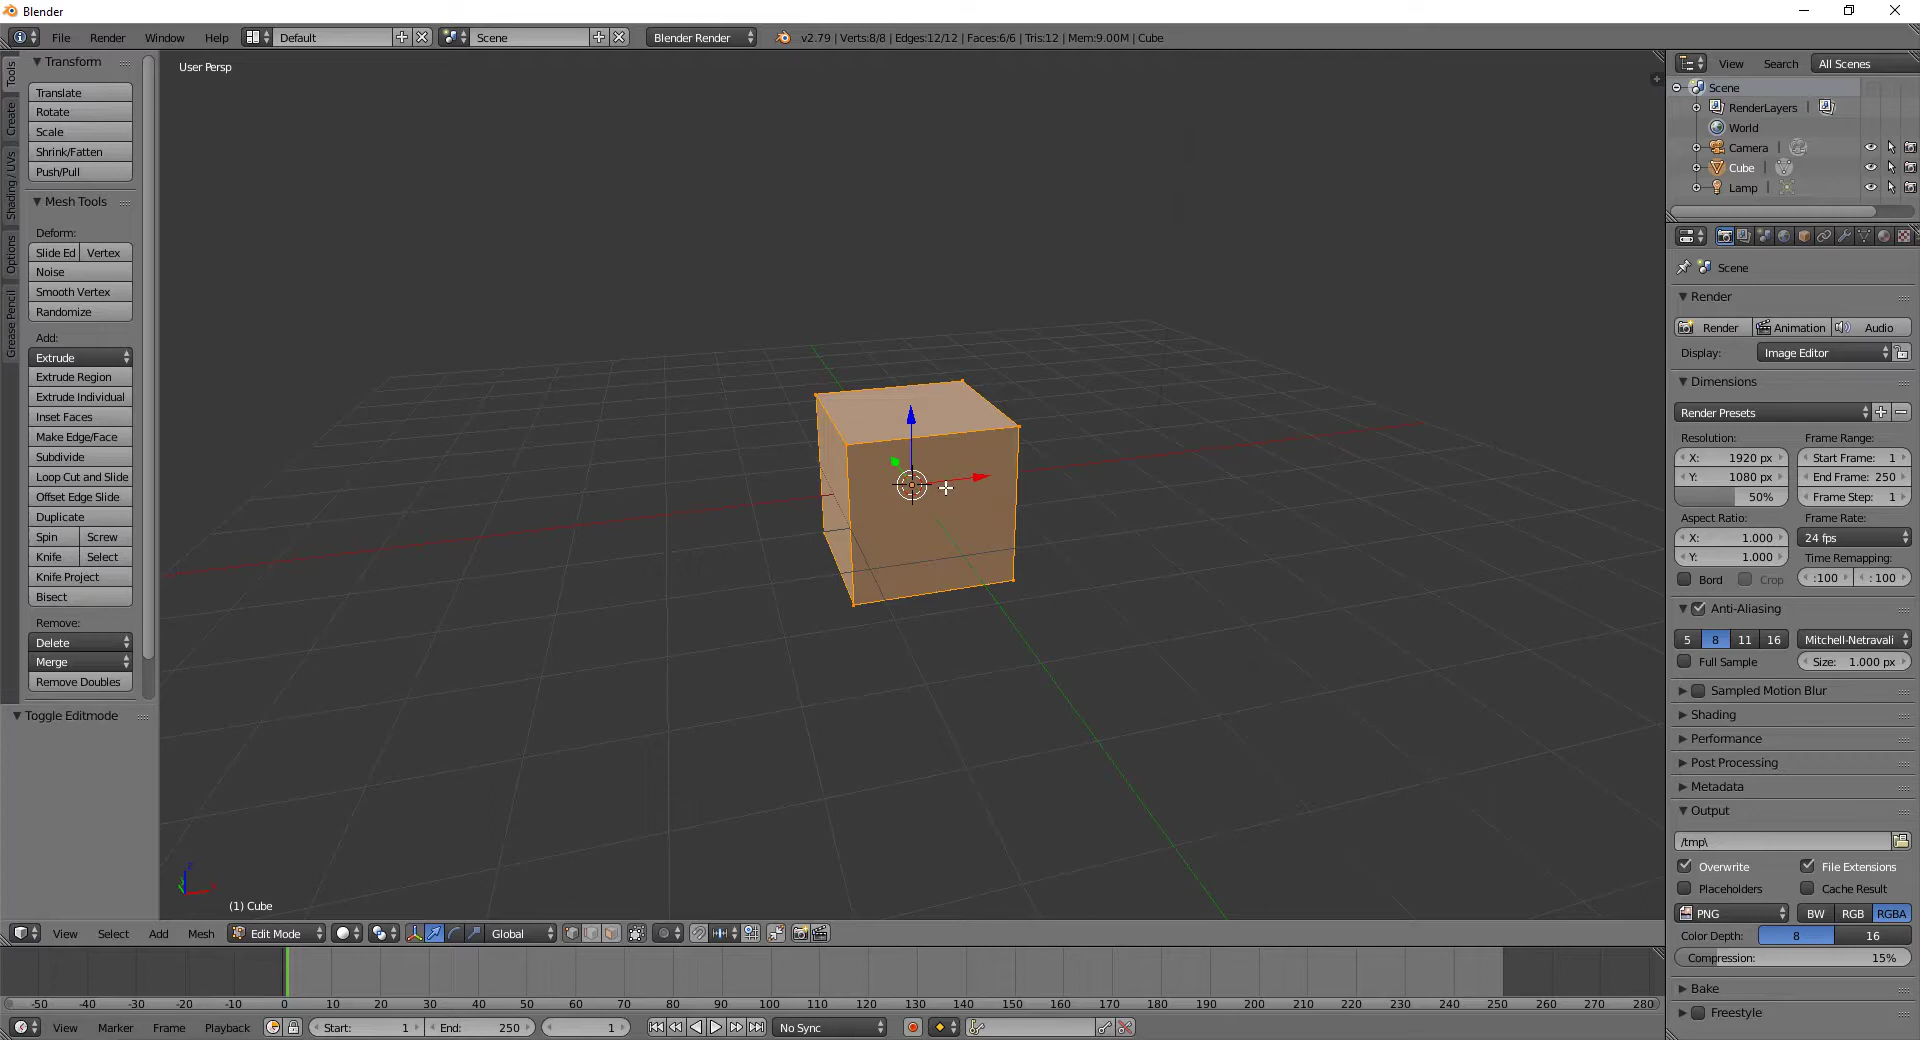 Blender
File Render Window Help Default Scene Blender Render v2.79 | Verts:8/8 | Edges:12/12 | Faces:6/6 | Tris:12 | Mem:9.00M | Cube
Tools
Create
Shading / UVs
Options
Grease Pencil
Transform
Translate
Rotate
Scale
Shrink/Fatten
Push/Pull
Mesh Tools
Deform:
Slide Ed Vertex
Noise
Smooth Vertex
Randomize
Add:
Extrude
Extrude Region
Extrude Individual
Inset Faces
Make Edge/Face
Subdivide
Loop Cut and Slide
Offset Edge Slide
Duplicate
Spin Screw
Knife Select
Knife Project
Bisect
Remove:
Delete
Merge
Remove Doubles
Toggle Editmode
User Persp
(1) Cube
View Select Add Mesh Edit Mode Global
-50 -40 -30 -20 -10 0 10 20 30 40 50 60 70 80 90 100 110 120 130 140 150 160 170 180 190 200 210 220 230 240 250 260 270 280
View Marker Frame Playback Start: 1 End: 250 1 No Sync
View Search All Scenes
Scene
RenderLayers |
World
Camera |
Cube |
Lamp |
Scene
Render
Render Animation Audio
Display: Image Editor
Dimensions
Render Presets
Resolution: Frame Range:
X: 1920 px Start Frame: 1
Y: 1080 px End Frame: 250
50% Frame Step: 1
Aspect Ratio: Frame Rate:
X: 1.000 24 fps
Y: 1.000 Time Remapping:
Bord Crop :100 : 100
Anti-Aliasing
5 8 11 16 Mitchell-Netravali
Full Sample Size: 1.000 px
Sampled Motion Blur
Shading
Performance
Post Processing
Metadata
Output
/tmp\
Overwrite File Extensions
Placeholders Cache Result
PNG BW RGB RGBA
Color Depth: 8 16
Compression: 15%
Bake
Freestyle